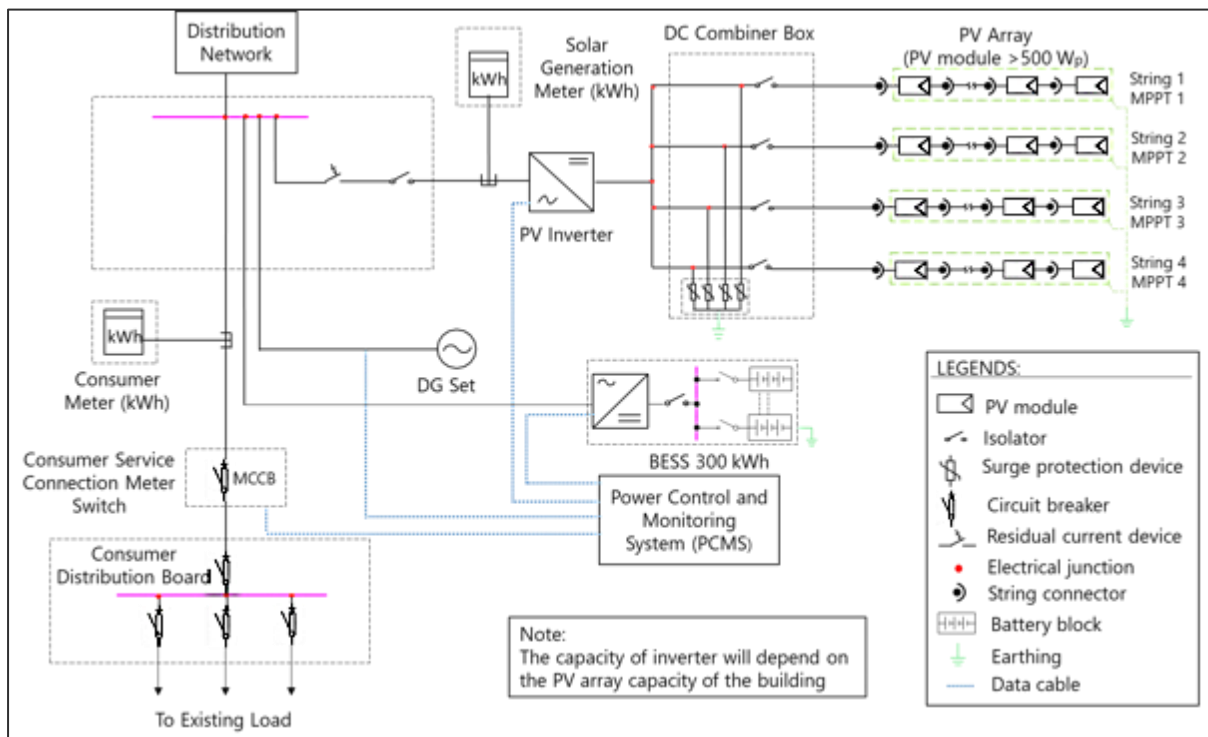 Distribution
Network
kWh
Solar
Generation
Meter (kWh)
DC Combiner Box
PV Array
(PV module >500 Wₚ)
String 1
MPPT 1
String 2
MPPT 2
String 3
MPPT 3
String 4
MPPT 4
PV Inverter
kWh
Consumer
Meter (kWh)
DG Set
BESS 300 kWh
Consumer Service
Connection Meter
Switch
MCCB
Power Control and
Monitoring
System (PCMS)
Consumer
Distribution Board
To Existing Load
Note:
The capacity of inverter will depend on
the PV array capacity of the building
LEGENDS:
PV module
Isolator
Surge protection device
Circuit breaker
Residual current device
Electrical junction
String connector
Battery block
Earthing
Data cable